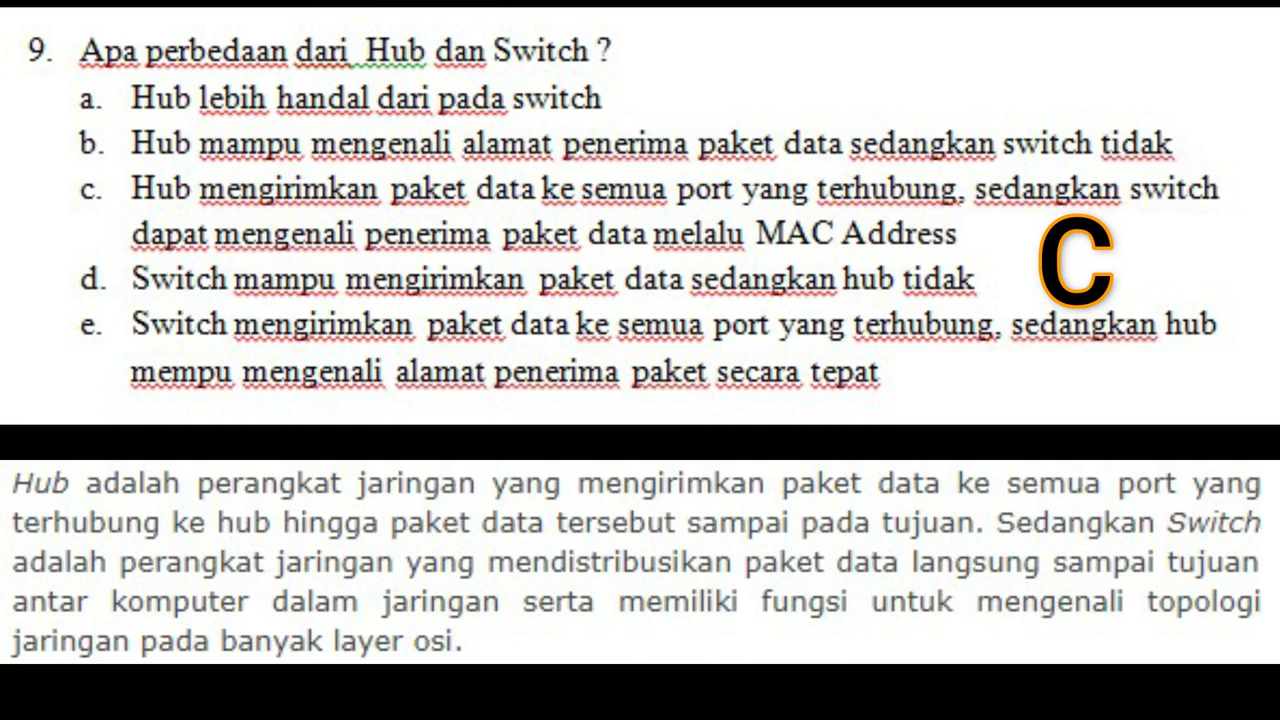 9. Apa perbedaan dari Hub dan Switch ?
a. Hub lebih handal dari pada switch
b. Hub mampu mengenali alamat penerima paket data sedangkan switch tidak
c. Hub mengirimkan paket data ke semua port yang terhubung, sedangkan switch
dapat mengenali penerima paket data melalu MAC Address
C
d. Switch mampu mengirimkan paket data sedangkan hub tidak
e. Switch mengirimkan paket data ke semua port yang terhubung, sedangkan hub
mempu mengenali alamat penerima paket secara tepat
Hub adalah perangkat jaringan yang mengirimkan paket data ke semua port yang
terhubung ke hub hingga paket data tersebut sampai pada tujuan. Sedangkan Switch
adalah perangkat jaringan yang mendistribusikan paket data langsung sampai tujuan
antar komputer dalam jaringan serta memiliki fungsi untuk mengenali topologi
jaringan pada banyak layer osi.